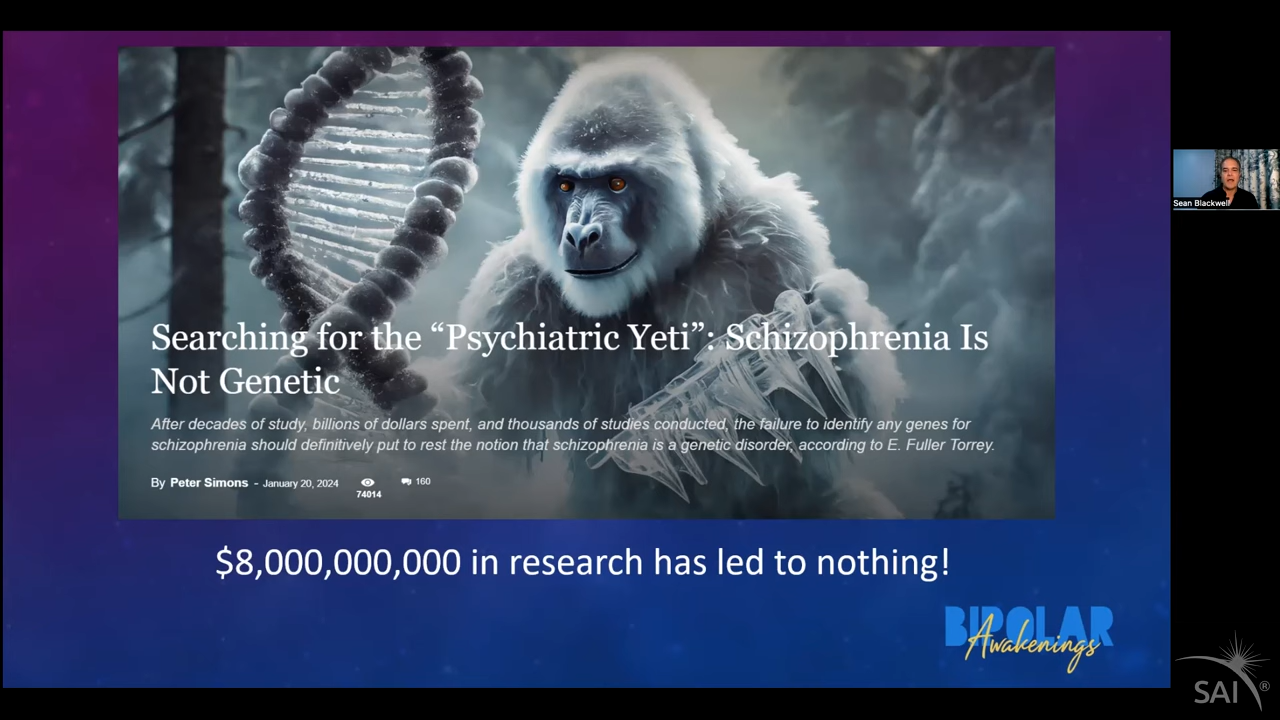 Searching for the “Psychiatric Yeti”: Schizophrenia Is
Not Genetic
After decades of study, billions of dollars spent, and thousands of studies conducted, the failure to identify any genes for
schizophrenia should definitively put to rest the notion that schizophrenia is a genetic disorder, according to E. Fuller Torrey.
By Peter Simons - January 20, 2024 74014 160
$8,000,000,000 in research has led to nothing!
BIPOLAR
Awakenings
Sean Blackwell
SAI®